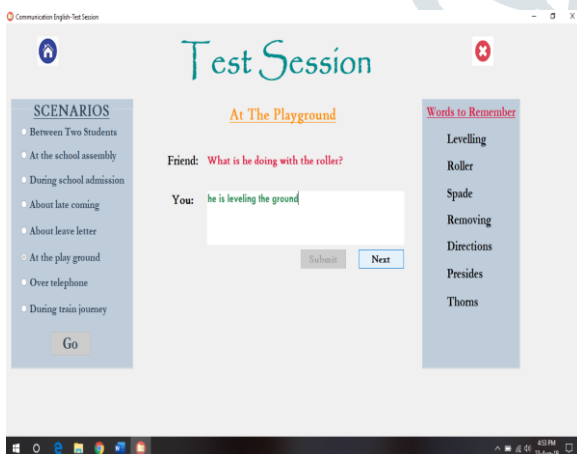 Communication English-Test Session
Test Session
SCENARIOS
Between Two Students
At the school assembly
During school admission
About late coming
About leave letter
At the play ground
Over telephone
During train journey
Go
At The Playground
Friend: What is he doing with the roller?
You: he is leveling the ground
Submit Next
Words to Remember
Levelling
Roller
Spade
Removing
Directions
Presides
Thorns
4:53 PM